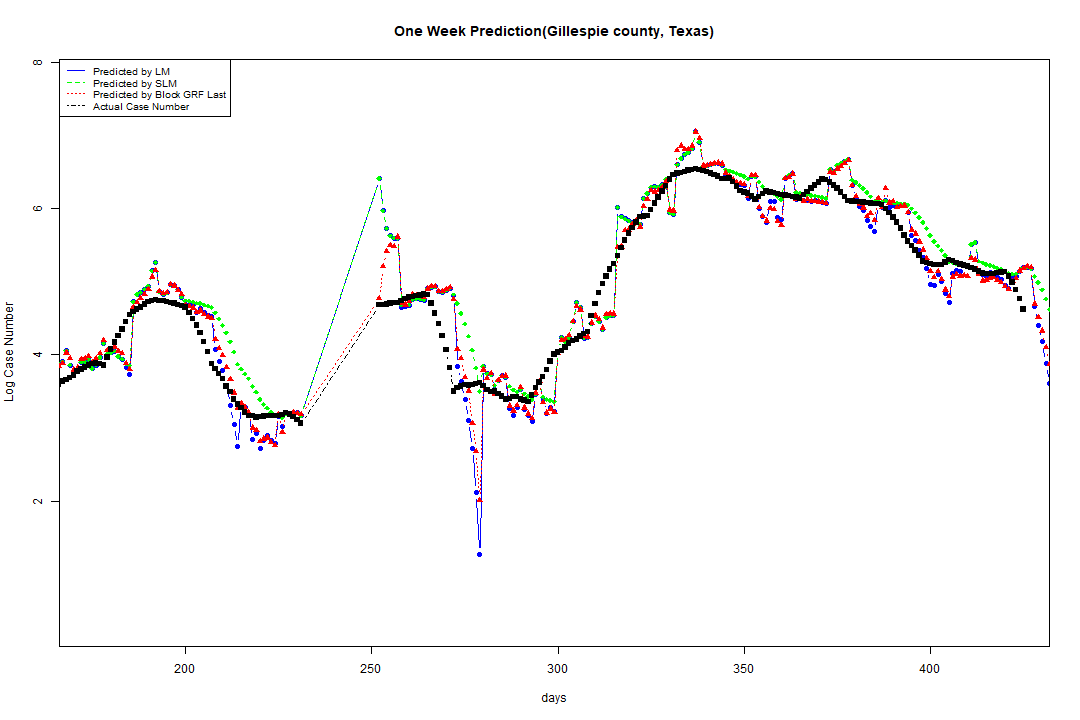 One Week Prediction(Gillespie county, Texas)
Predicted by LM
Predicted by SLM
Predicted by Block GRF Last
Actual Case Number
8
6
4
2
Log Case Number
200 250 300 350 400
days